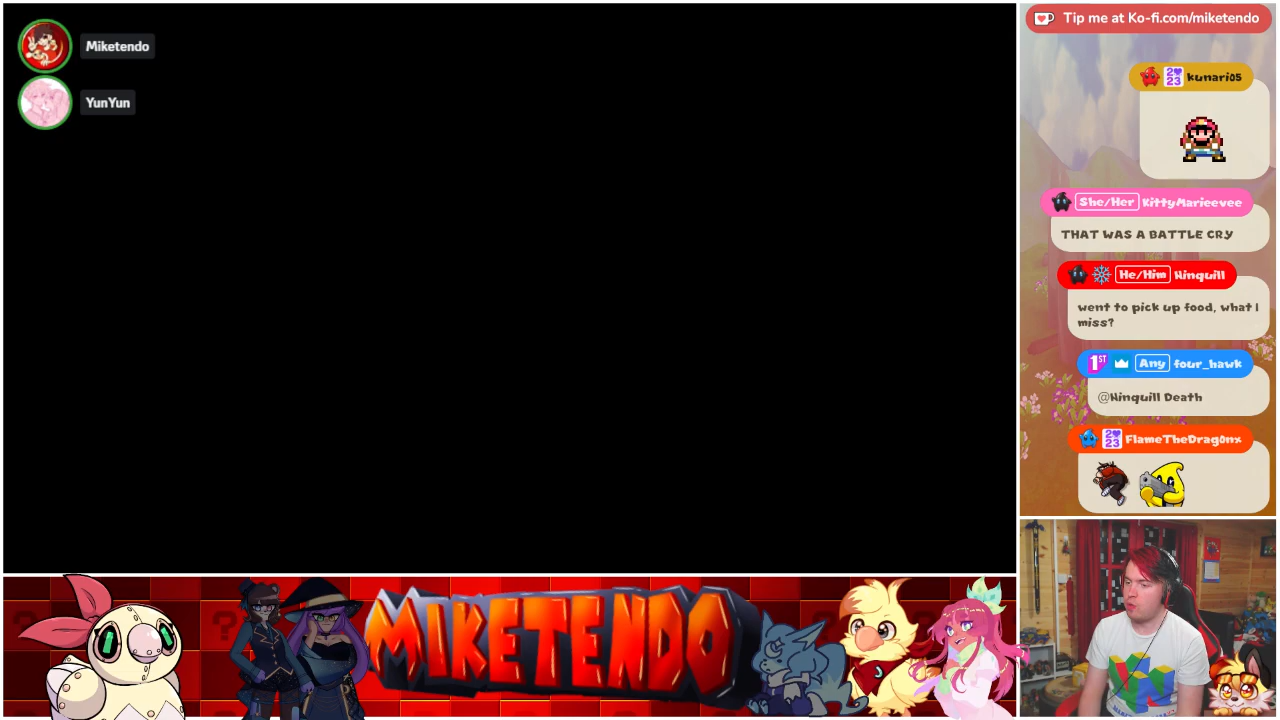 Miketendo
YunYun
Tip me at Ko-fi.com/miketendo
kunari05
She/Her KittyMarieevee
THAT WAS A BATTLE CRY
He/Him Ninquill
went to pick up food, what I
miss?
1ST Any four_hawk
@Ninquill Death
FlameTheDrag0nx
MIKETENDO